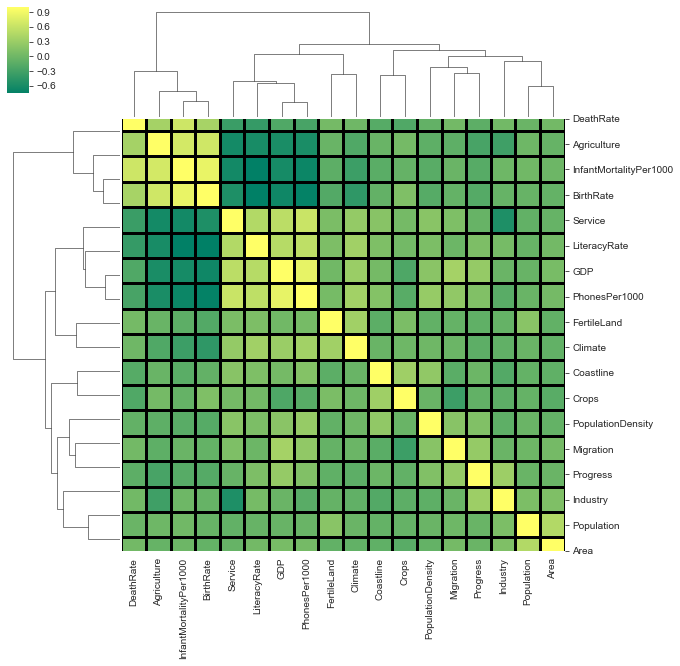 0.9
0.6
0.3
0.0
−0.3
−0.6
DeathRate
Agriculture
InfantMortalityPer1000
BirthRate
Service
LiteracyRate
GDP
PhonesPer1000
FertileLand
Climate
Coastline
Crops
PopulationDensity
Migration
Progress
Industry
Population
Area
DeathRate
Agriculture
InfantMortalityPer1000
BirthRate
Service
LiteracyRate
GDP
PhonesPer1000
FertileLand
Climate
Coastline
Crops
PopulationDensity
Migration
Progress
Industry
Population
Area